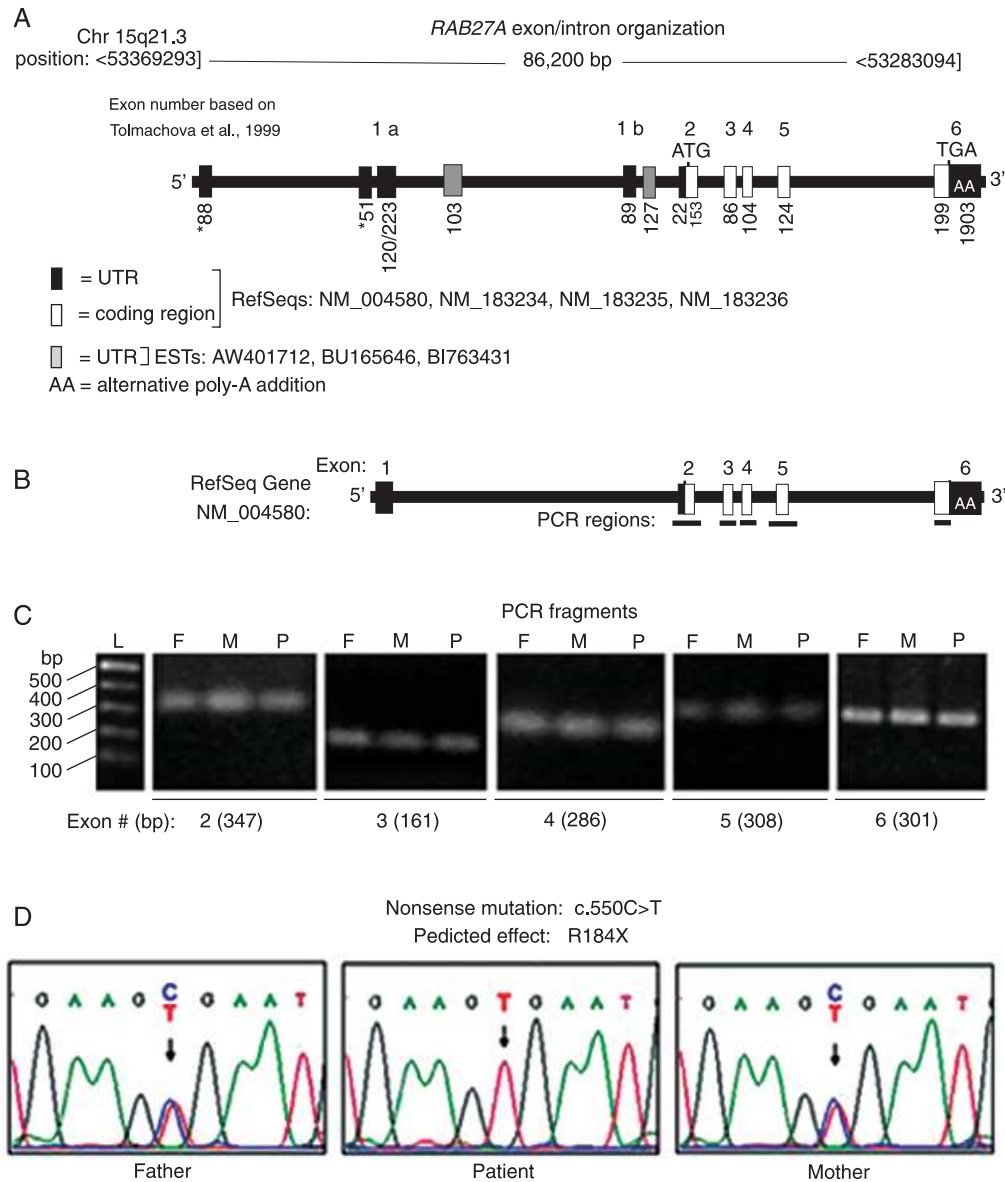 A
RAB27A exon/intron organization
Chr 15q21.3
position: <53369293] 86,200 bp <53283094]
Exon number based on
Tolmachova et al., 1999
1 a 1 b 2 3 4 5 6
ATG TGA
5' AA 3'
*88 *51 120/223 103 89 127 22 153 86 104 124 199 1903
= UTR
= coding region
RefSeqs: NM_004580, NM_183234, NM_183235, NM_183236
= UTR ESTs: AW401712, BU165646, BI763431
AA = alternative poly-A addition
B
Exon: 1 2 3 4 5 6
RefSeq Gene
NM_004580:
5' AA 3'
PCR regions:
C
PCR fragments
L F M P F M P F M P F M P F M P
bp
500
400
300
200
100
Exon # (bp): 2 (347) 3 (161) 4 (286) 5 (308) 6 (301)
D
Nonsense mutation: c.550C>T
Pedicted effect: R184X
G A A G C G A A T
T
G A A G T G A A T
G A A G C G A A T
T
Father Patient Mother